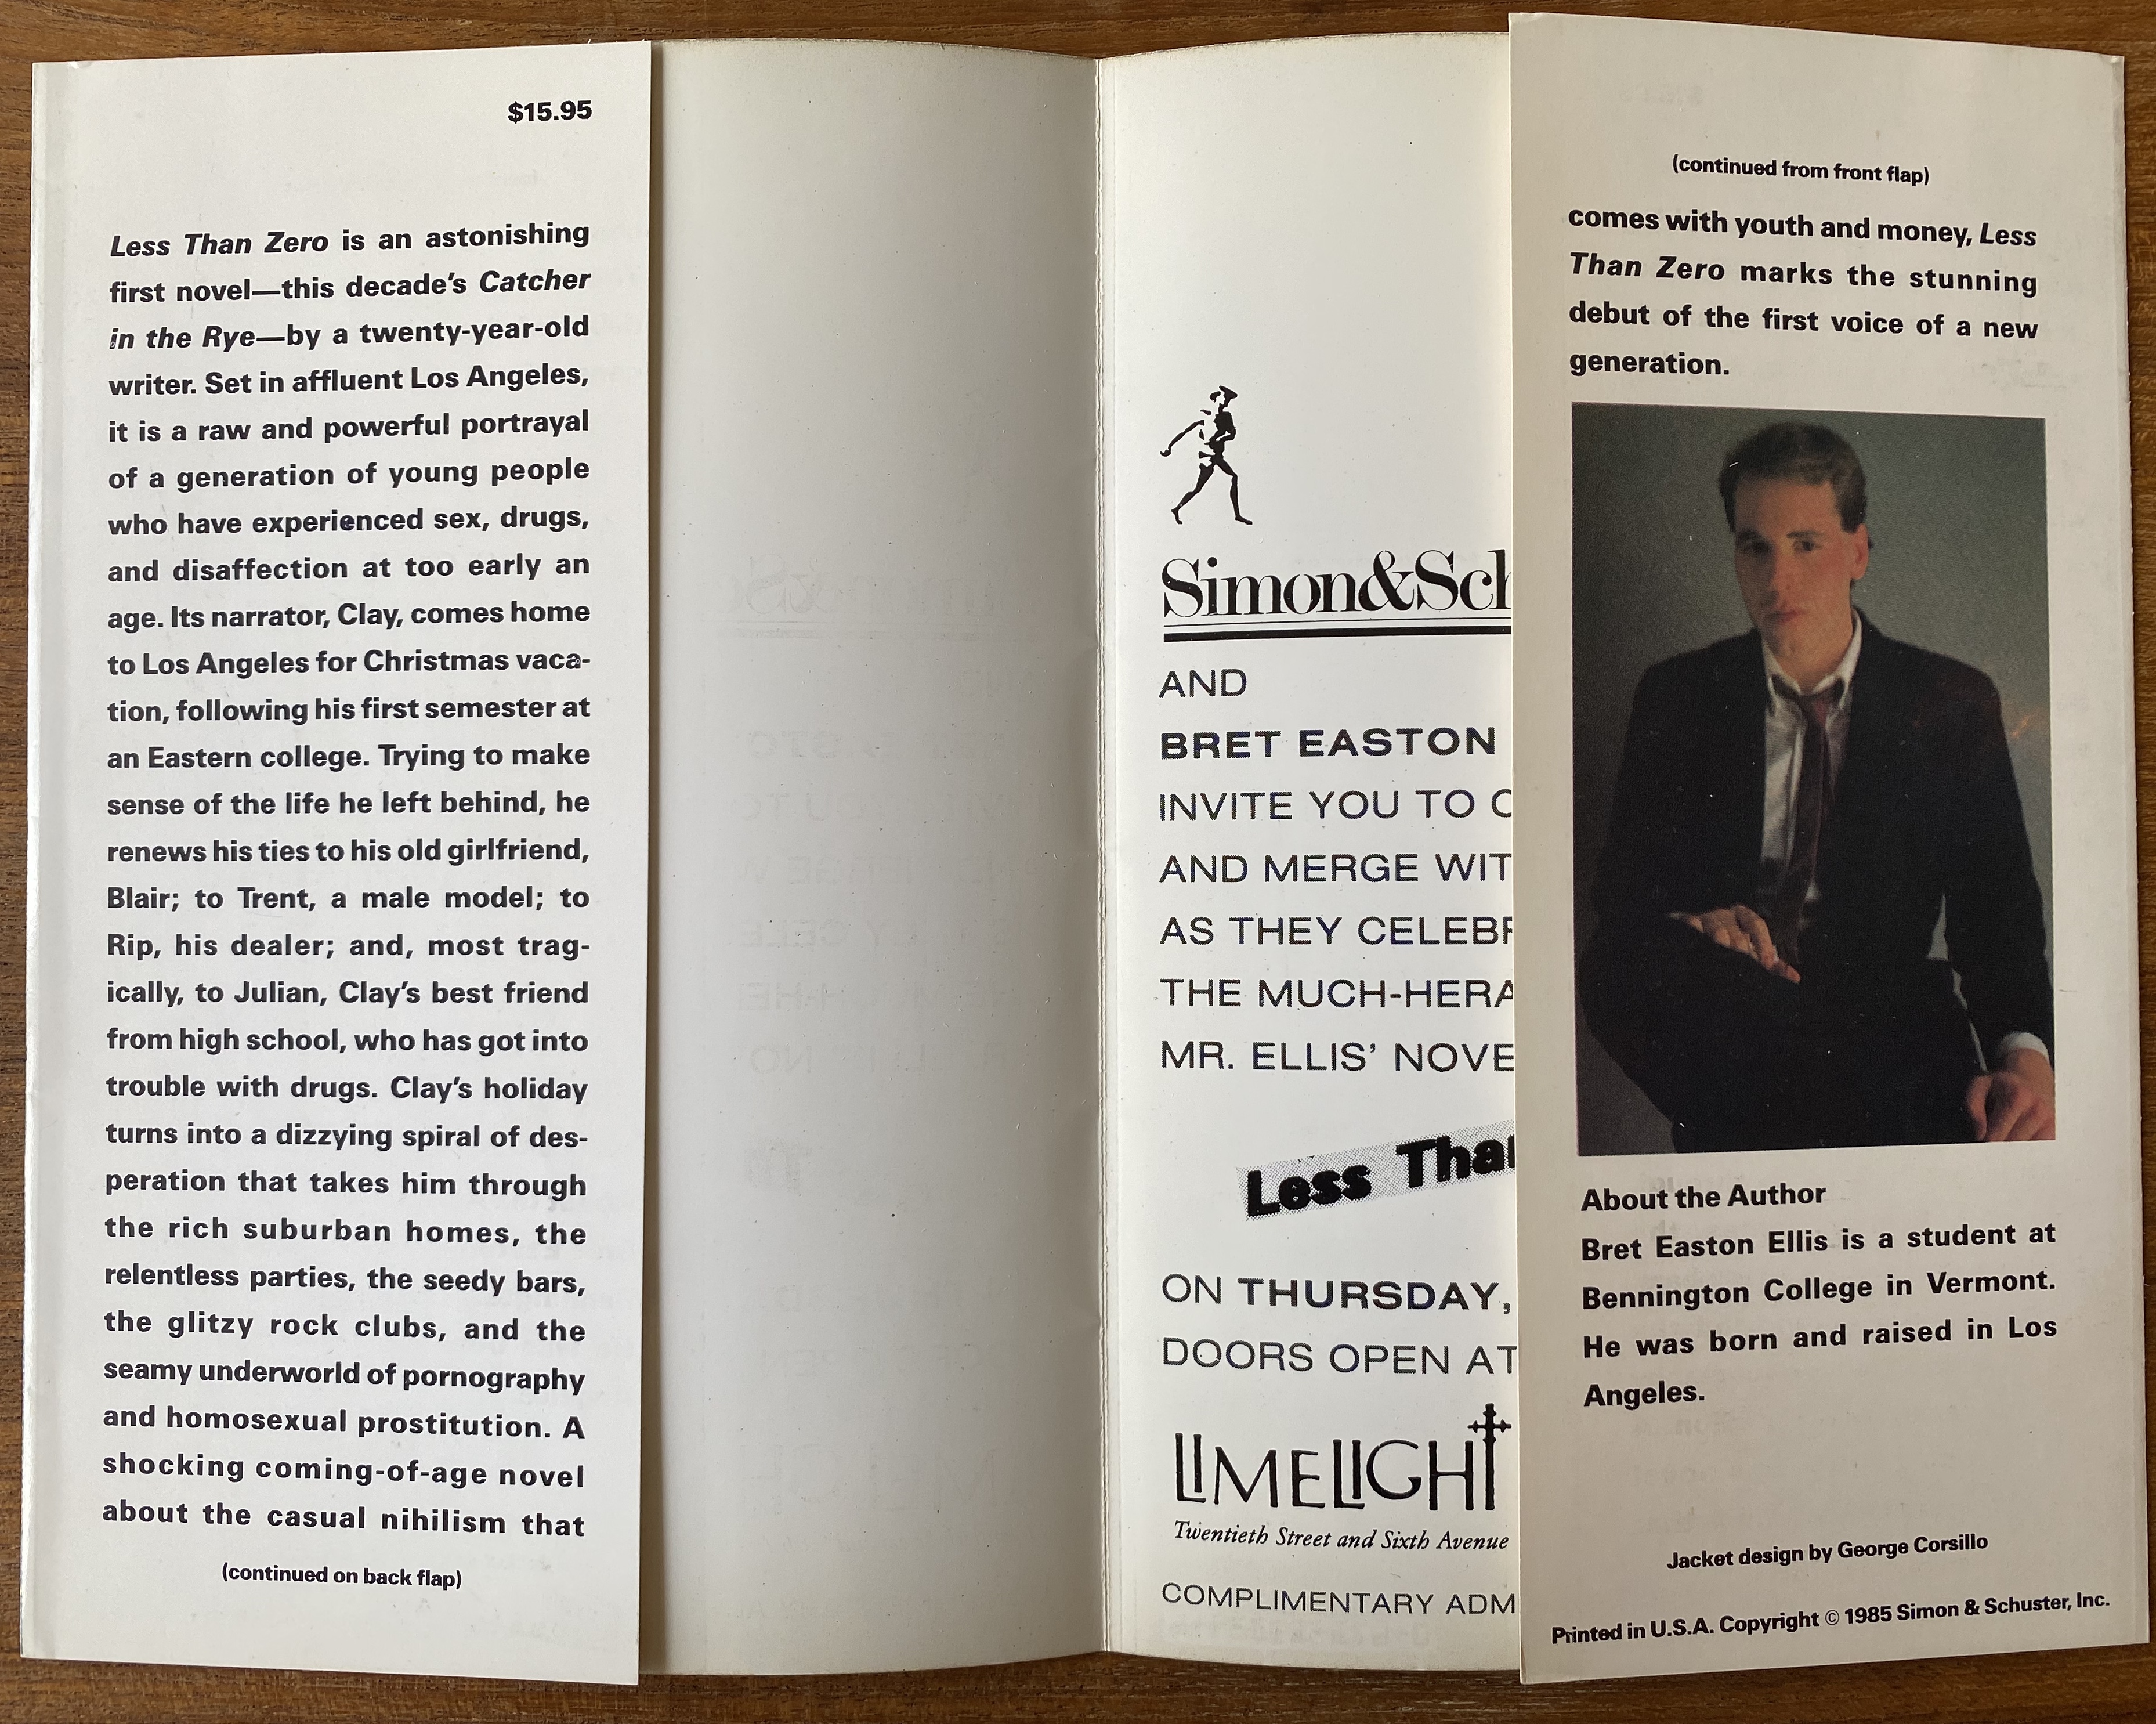 $15.95
Less Than Zero is an astonishing
first novel—this decade's Catcher
in the Rye—by a twenty-year-old
writer. Set in affluent Los Angeles,
it is a raw and powerful portrayal
of a generation of young people
who have experienced sex, drugs,
and disaffection at too early an
age. Its narrator, Clay, comes home
to Los Angeles for Christmas vaca-
tion, following his first semester at
an Eastern college. Trying to make
sense of the life he left behind, he
renews his ties to his old girlfriend,
Blair; to Trent, a male model; to
Rip, his dealer; and, most trag-
ically, to Julian, Clay's best friend
from high school, who has got into
trouble with drugs. Clay's holiday
turns into a dizzying spiral of des-
peration that takes him through
the rich suburban homes, the
relentless parties, the seedy bars,
the glitzy rock clubs, and the
seamy underworld of pornography
and homosexual prostitution. A
shocking coming-of-age novel
about the casual nihilism that
(continued on back flap)
Simon&Sch
AND
BRET EASTON
INVITE YOU TO C
AND MERGE WIT
AS THEY CELEBR
THE MUCH-HERA
MR. ELLIS' NOVE
Less Than
ON THURSDAY,
DOORS OPEN AT
LIMELIGHT
Twentieth Street and Sixth Avenue
COMPLIMENTARY ADM
(continued from front flap)
comes with youth and money, Less
Than Zero marks the stunning
debut of the first voice of a new
generation.
About the Author
Bret Easton Ellis is a student at
Bennington College in Vermont.
He was born and raised in Los
Angeles.
Jacket design by George Corsillo
Printed in U.S.A. Copyright © 1985 Simon & Schuster, Inc.